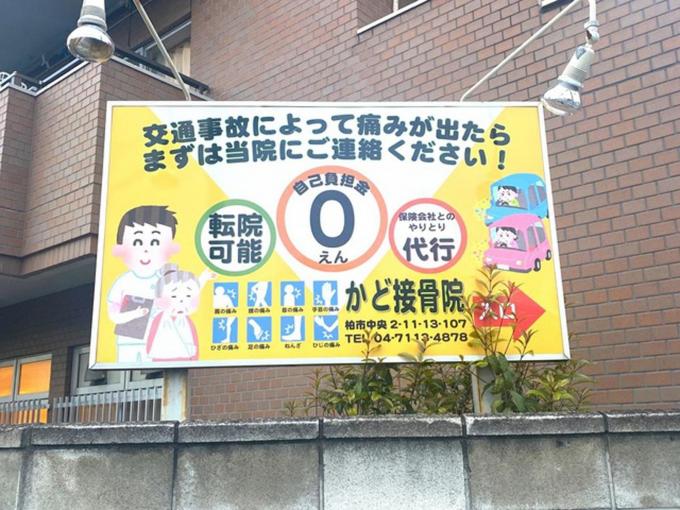 交通事故によって痛みが出たら
まずは当院にご連絡ください！
転院
可能
自己負担金
0
えん
保険会社との
やりとり
代行
肩の痛み
腰の痛み
首の痛み
手首の痛み
ひざの痛み
足の痛み
ねんざ
ひじの痛み
かど接骨院
入口
柏市中央 2-11-13-107
TEL 04-7113-4878